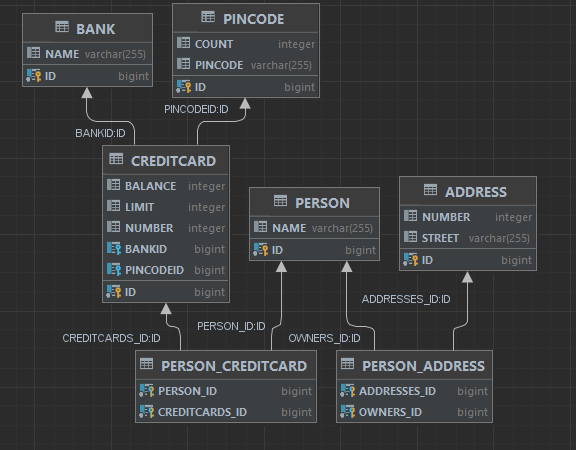 BANK
NAME varchar(255)
ID bigint
PINCODE
COUNT integer
PINCODE varchar(255)
ID bigint
BANKID:ID
PINCODEID:ID
CREDITCARD
BALANCE integer
LIMIT integer
NUMBER integer
BANKID bigint
PINCODEID bigint
ID bigint
PERSON
NAME varchar(255)
ID bigint
ADDRESS
NUMBER integer
STREET varchar(255)
ID bigint
CREDITCARDS_ID:ID
PERSON_ID:ID
OWNERS_ID:ID
ADDRESSES_ID:ID
PERSON_CREDITCARD
PERSON_ID bigint
CREDITCARDS_ID bigint
PERSON_ADDRESS
ADDRESSES_ID bigint
OWNERS_ID bigint